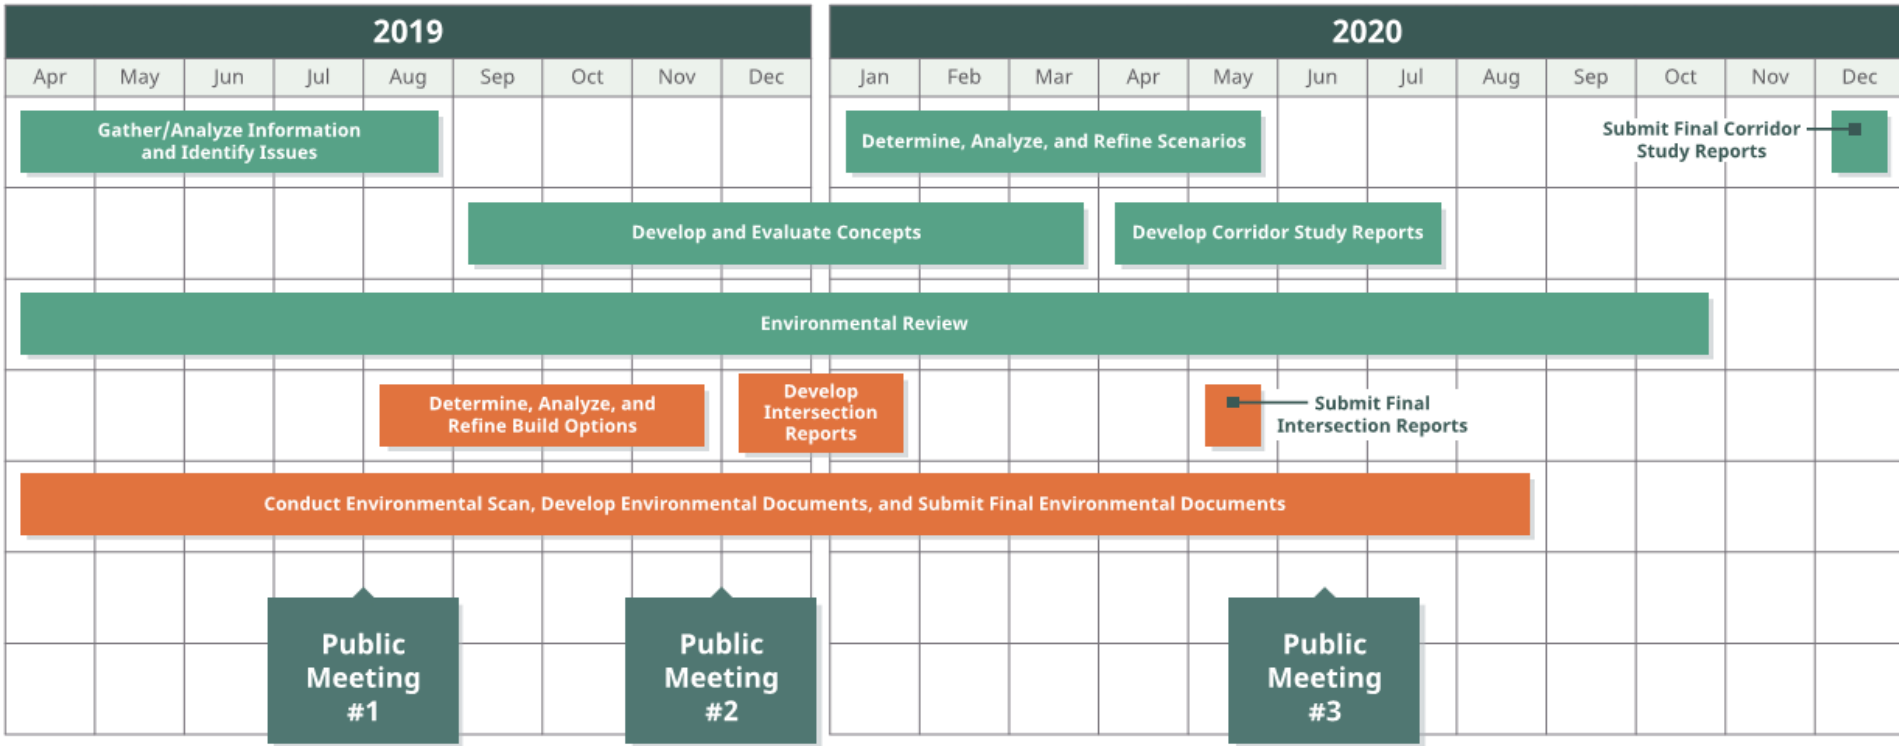 2019
2020
Apr May Jun Jul Aug Sep Oct Nov Dec
Jan Feb Mar Apr May Jun Jul Aug Sep Oct Nov Dec
Gather/Analyze Information
and Identify Issues
Determine, Analyze, and Refine Scenarios
Submit Final Corridor
Study Reports
Develop and Evaluate Concepts
Develop Corridor Study Reports
Environmental Review
Determine, Analyze, and
Refine Build Options
Develop
Intersection
Reports
Submit Final
Intersection Reports
Conduct Environmental Scan, Develop Environmental Documents, and Submit Final Environmental Documents
Public
Meeting
#1
Public
Meeting
#2
Public
Meeting
#3